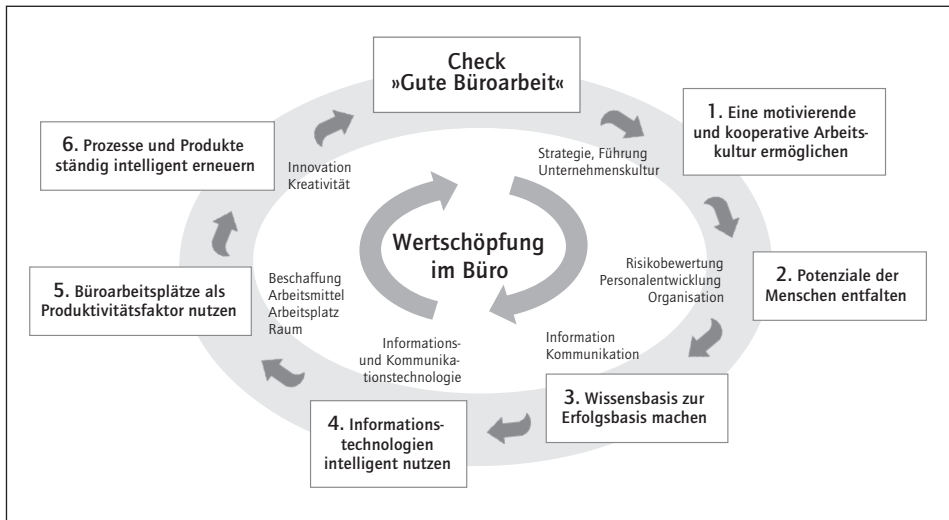 Check
»Gute Büroarbeit«
1. Eine motivierende
und kooperative Arbeits-
kultur ermöglichen
Strategie, Führung
Unternehmenskultur
2. Potenziale der
Menschen entfalten
Risikobewertung
Personalentwicklung
Organisation
3. Wissensbasis zur
Erfolgsbasis machen
Information
Kommunikation
4. Informations-
technologien
intelligent nutzen
Informations-
und Kommunika-
tionstechnologie
5. Büroarbeitsplätze als
Produktivitätsfaktor nutzen
Beschaffung
Arbeitsmittel
Arbeitsplatz
Raum
6. Prozesse und Produkte
ständig intelligent erneuern
Innovation
Kreativität
Wertschöpfung
im Büro